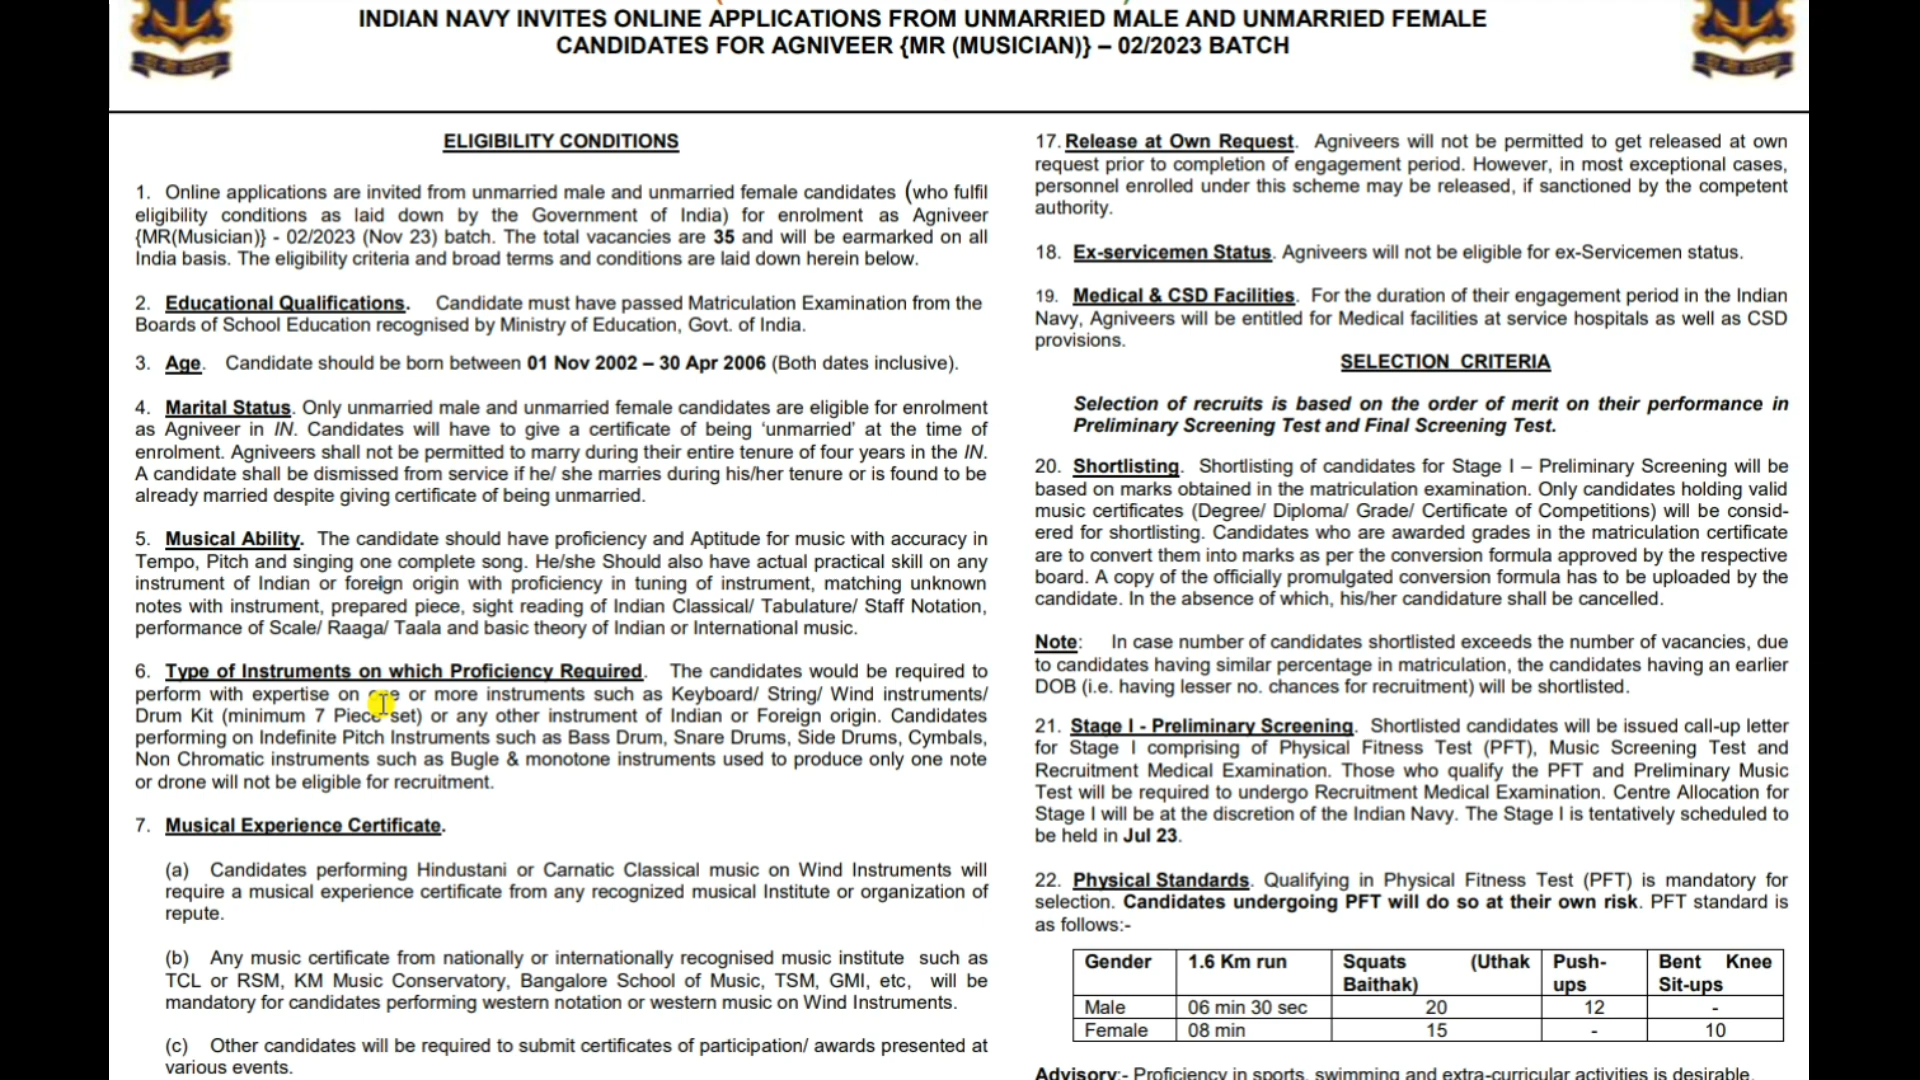 INDIAN NAVY INVITES ONLINE APPLICATIONS FROM UNMARRIED MALE AND UNMARRIED FEMALE
CANDIDATES FOR AGNIVEER {MR (MUSICIAN)} – 02/2023 BATCH
ELIGIBILITY CONDITIONS
1. Online applications are invited from unmarried male and unmarried female candidates (who fulfil
eligibility conditions as laid down by the Government of India) for enrolment as Agniveer
{MR(Musician)} - 02/2023 (Nov 23) batch. The total vacancies are 35 and will be earmarked on all
India basis. The eligibility criteria and broad terms and conditions are laid down herein below.
2. Educational Qualifications. Candidate must have passed Matriculation Examination from the
Boards of School Education recognised by Ministry of Education, Govt. of India.
3. Age. Candidate should be born between 01 Nov 2002 – 30 Apr 2006 (Both dates inclusive).
4. Marital Status. Only unmarried male and unmarried female candidates are eligible for enrolment
as Agniveer in IN. Candidates will have to give a certificate of being ‘unmarried’ at the time of
enrolment. Agniveers shall not be permitted to marry during their entire tenure of four years in the IN.
A candidate shall be dismissed from service if he/ she marries during his/her tenure or is found to be
already married despite giving certificate of being unmarried.
5. Musical Ability. The candidate should have proficiency and Aptitude for music with accuracy in
Tempo, Pitch and singing one complete song. He/she Should also have actual practical skill on any
instrument of Indian or foreign origin with proficiency in tuning of instrument, matching unknown
notes with instrument, prepared piece, sight reading of Indian Classical/ Tabulature/ Staff Notation,
performance of Scale/ Raaga/ Taala and basic theory of Indian or International music.
6. Type of Instruments on which Proficiency Required. The candidates would be required to
perform with expertise on one or more instruments such as Keyboard/ String/ Wind instruments/
Drum Kit (minimum 7 Piece set) or any other instrument of Indian or Foreign origin. Candidates
performing on Indefinite Pitch Instruments such as Bass Drum, Snare Drums, Side Drums, Cymbals,
Non Chromatic instruments such as Bugle & monotone instruments used to produce only one note
or drone will not be eligible for recruitment.
7. Musical Experience Certificate.
(a) Candidates performing Hindustani or Carnatic Classical music on Wind Instruments will
require a musical experience certificate from any recognized musical Institute or organization of
repute.
(b) Any music certificate from nationally or internationally recognised music institute such as
TCL or RSM, KM Music Conservatory, Bangalore School of Music, TSM, GMI, etc, will be
mandatory for candidates performing western notation or western music on Wind Instruments.
(c) Other candidates will be required to submit certificates of participation/ awards presented at
various events.
17. Release at Own Request. Agniveers will not be permitted to get released at own
request prior to completion of engagement period. However, in most exceptional cases,
personnel enrolled under this scheme may be released, if sanctioned by the competent
authority.
18. Ex-servicemen Status. Agniveers will not be eligible for ex-Servicemen status.
19. Medical & CSD Facilities. For the duration of their engagement period in the Indian
Navy, Agniveers will be entitled for Medical facilities at service hospitals as well as CSD
provisions.
SELECTION CRITERIA
Selection of recruits is based on the order of merit on their performance in
Preliminary Screening Test and Final Screening Test.
20. Shortlisting. Shortlisting of candidates for Stage I – Preliminary Screening will be
based on marks obtained in the matriculation examination. Only candidates holding valid
music certificates (Degree/ Diploma/ Grade/ Certificate of Competitions) will be consid-
ered for shortlisting. Candidates who are awarded grades in the matriculation certificate
are to convert them into marks as per the conversion formula approved by the respective
board. A copy of the officially promulgated conversion formula has to be uploaded by the
candidate. In the absence of which, his/her candidature shall be cancelled.
Note: In case number of candidates shortlisted exceeds the number of vacancies, due
to candidates having similar percentage in matriculation, the candidates having an earlier
DOB (i.e. having lesser no. chances for recruitment) will be shortlisted.
21. Stage I - Preliminary Screening. Shortlisted candidates will be issued call-up letter
for Stage I comprising of Physical Fitness Test (PFT), Music Screening Test and
Recruitment Medical Examination. Those who qualify the PFT and Preliminary Music
Test will be required to undergo Recruitment Medical Examination. Centre Allocation for
Stage I will be at the discretion of the Indian Navy. The Stage I is tentatively scheduled to
be held in Jul 23.
22. Physical Standards. Qualifying in Physical Fitness Test (PFT) is mandatory for
selection. Candidates undergoing PFT will do so at their own risk. PFT standard is
as follows:-
Gender 1.6 Km run Squats (Uthak Push- Bent Knee
Baithak) ups Sit-ups
Male 06 min 30 sec 20 12 -
Female 08 min 15 - 10
Advisory:- Proficiency in sports, swimming and extra-curricular activities is desirable.